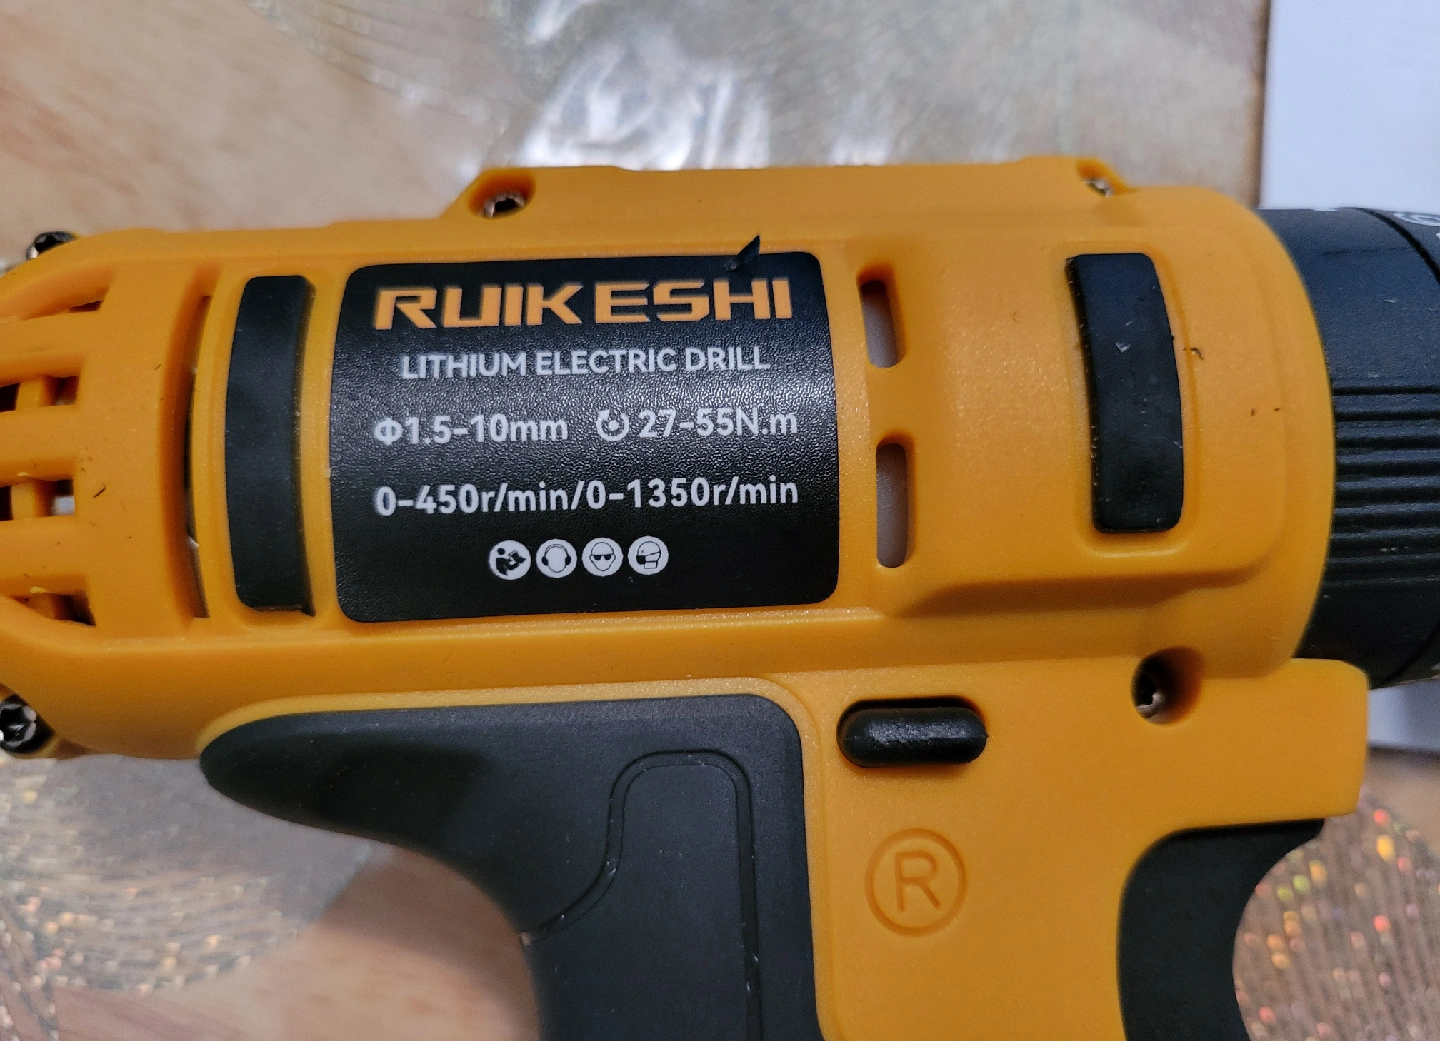 RUIKESHI
LITHIUM ELECTRIC DRILL
Φ1.5-10mm ↻ 27-55N.m
0-450r/min/0-1350r/min
®